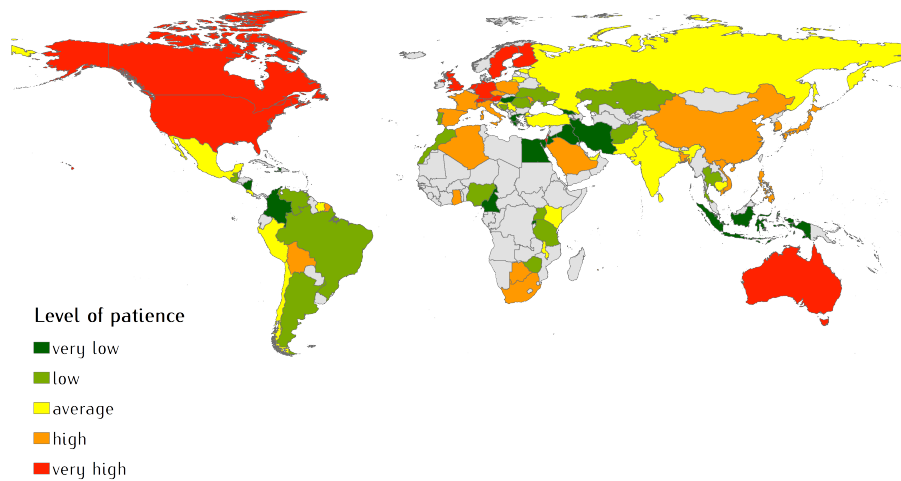 Level of patience
very low
low
average
high
very high